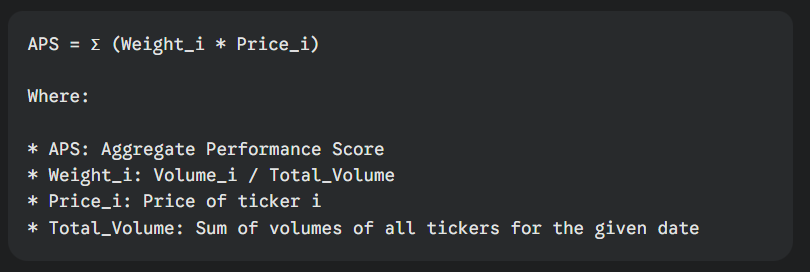 APS = Σ (Weight_i * Price_i)
Where:
* APS: Aggregate Performance Score
* Weight_i: Volume_i / Total_Volume
* Price_i: Price of ticker i
* Total_Volume: Sum of volumes of all tickers for the given date